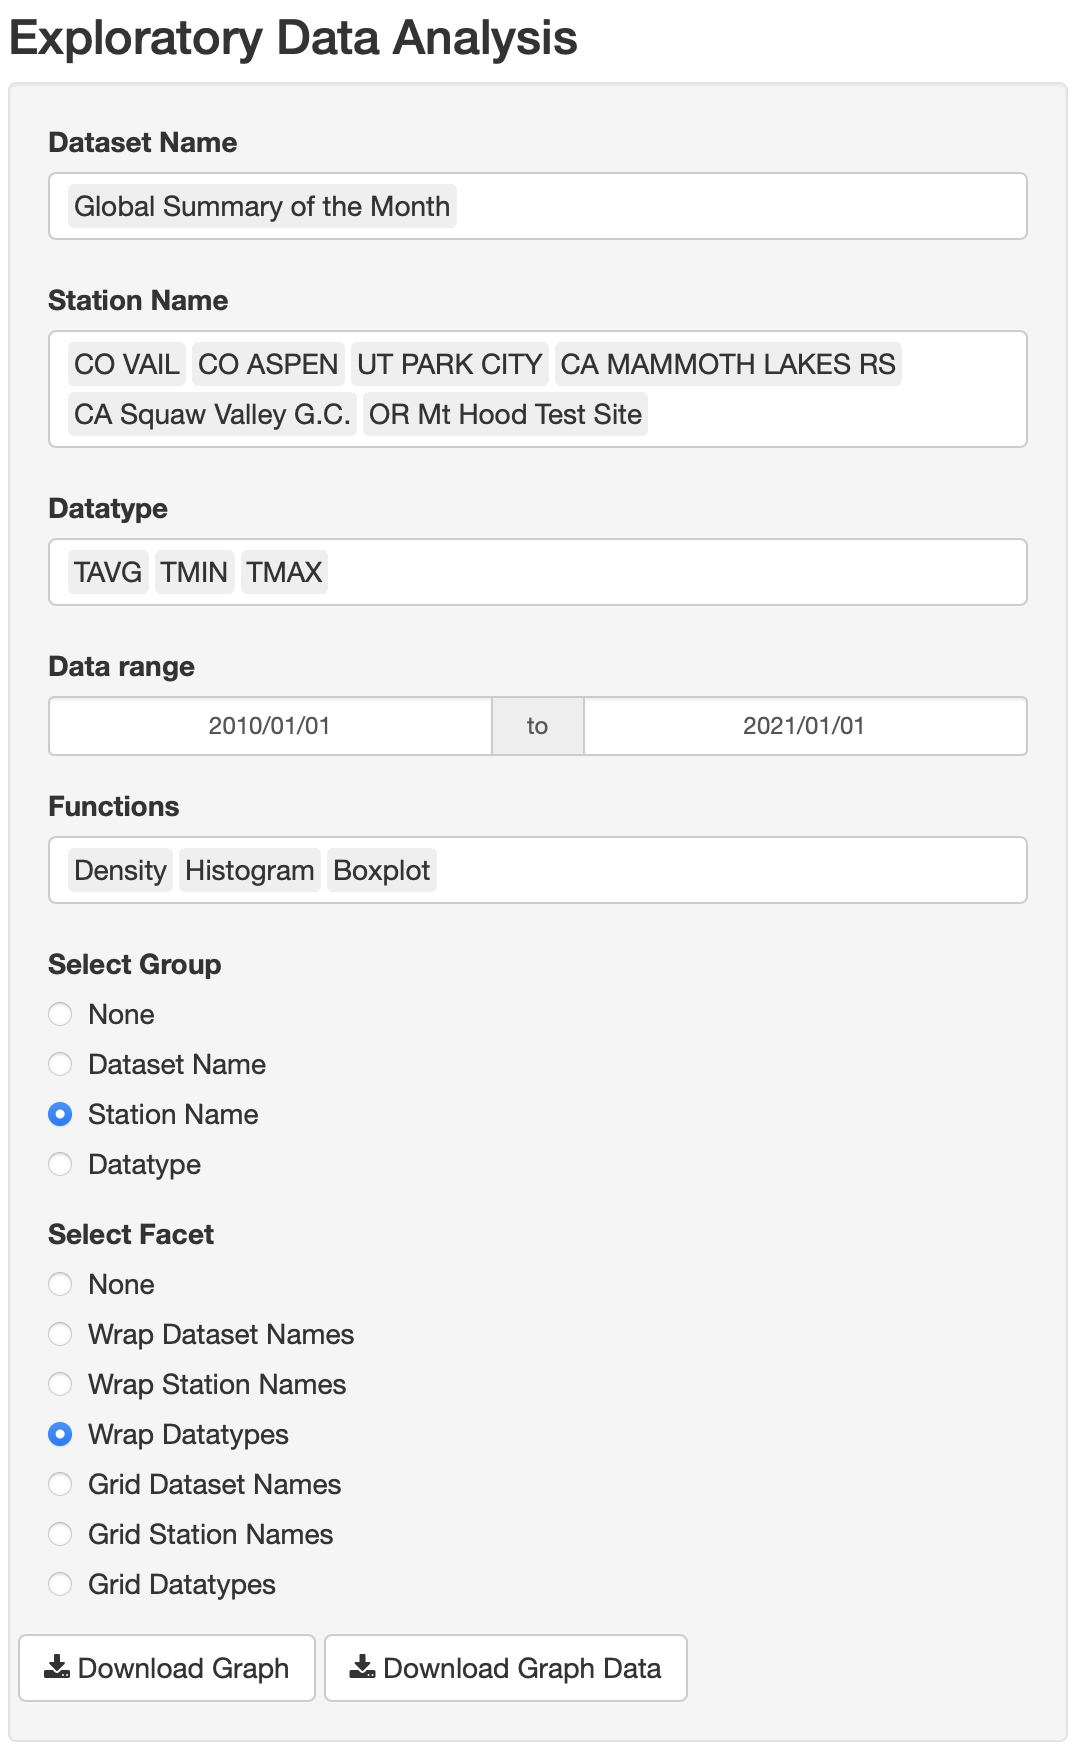 Exploratory Data Analysis
Dataset Name
Global Summary of the Month
Station Name
CO VAIL CO ASPEN UT PARK CITY CA MAMMOTH LAKES RS
CA Squaw Valley G.C. OR Mt Hood Test Site
Datatype
TAVG TMIN TMAX
Data range
2010/01/01 to 2021/01/01
Functions
Density Histogram Boxplot
Select Group
None
Dataset Name
Station Name
Datatype
Select Facet
None
Wrap Dataset Names
Wrap Station Names
Wrap Datatypes
Grid Dataset Names
Grid Station Names
Grid Datatypes
Download Graph Download Graph Data